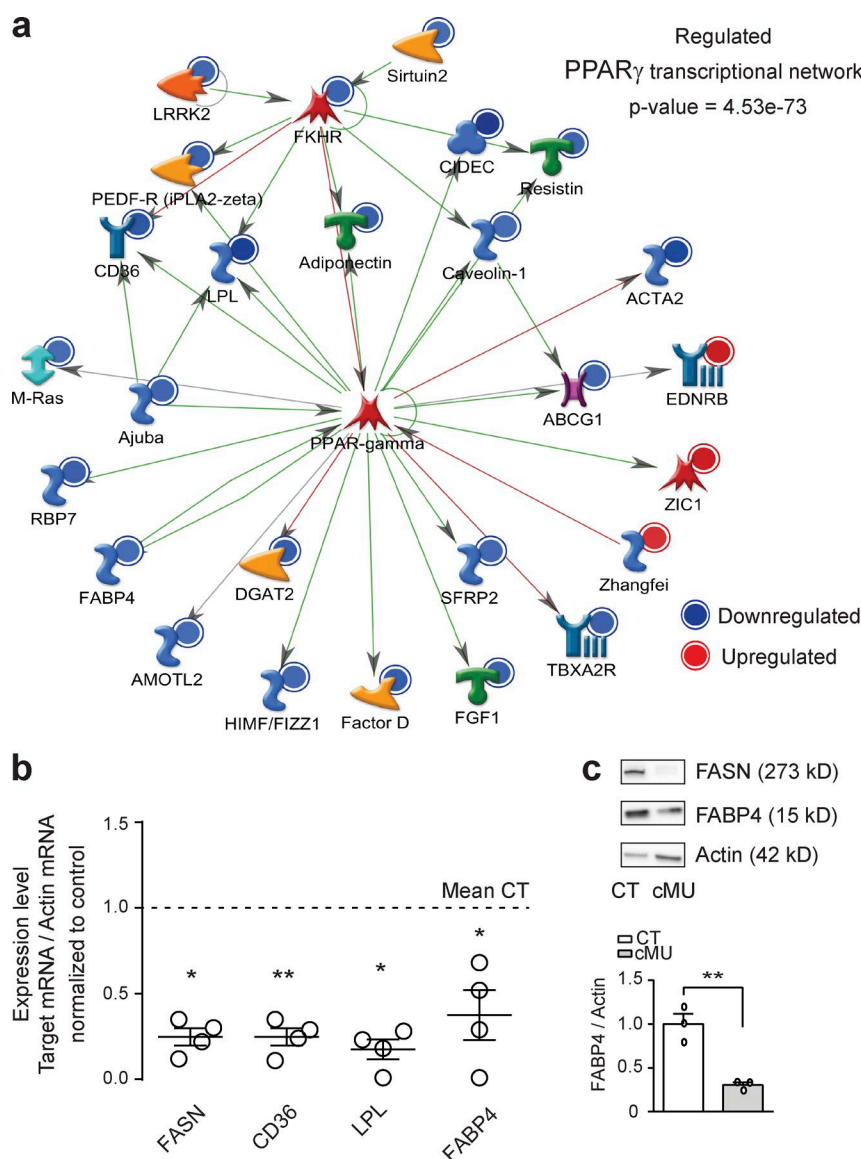 a
Regulated
PPARγ transcriptional network
p-value = 4.53e-73
Sirtuin2
LRRK2
FKHR
CIDEC
Resistin
PEDF-R (iPLA2-zeta)
CD36
LPL
Adiponectin
Caveolin-1
ACTA2
M-Ras
Ajuba
PPAR-gamma
ABCG1
EDNRB
RBP7
ZIC1
FABP4
DGAT2
SFRP2
Zhangfei
AMOTL2
TBXA2R
HIMF/FIZZ1
Factor D
FGF1
Downregulated
Upregulated
b
Expression level
Target mRNA / Actin mRNA
normalized to control
1.5
1.0
0.5
0.0
Mean CT
*
**
*
*
FASN
CD36
LPL
FABP4
c
FASN (273 kD)
FABP4 (15 kD)
Actin (42 kD)
CT cMU
CT
cMU
FABP4 / Actin
1.5
1.0
0.5
0
**